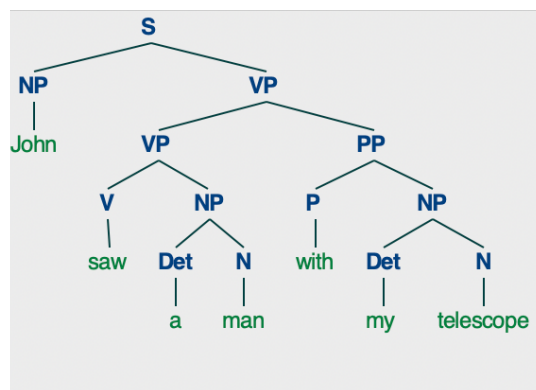 S
NP VP
John VP PP
V NP P NP
saw Det N with Det N
a man my telescope